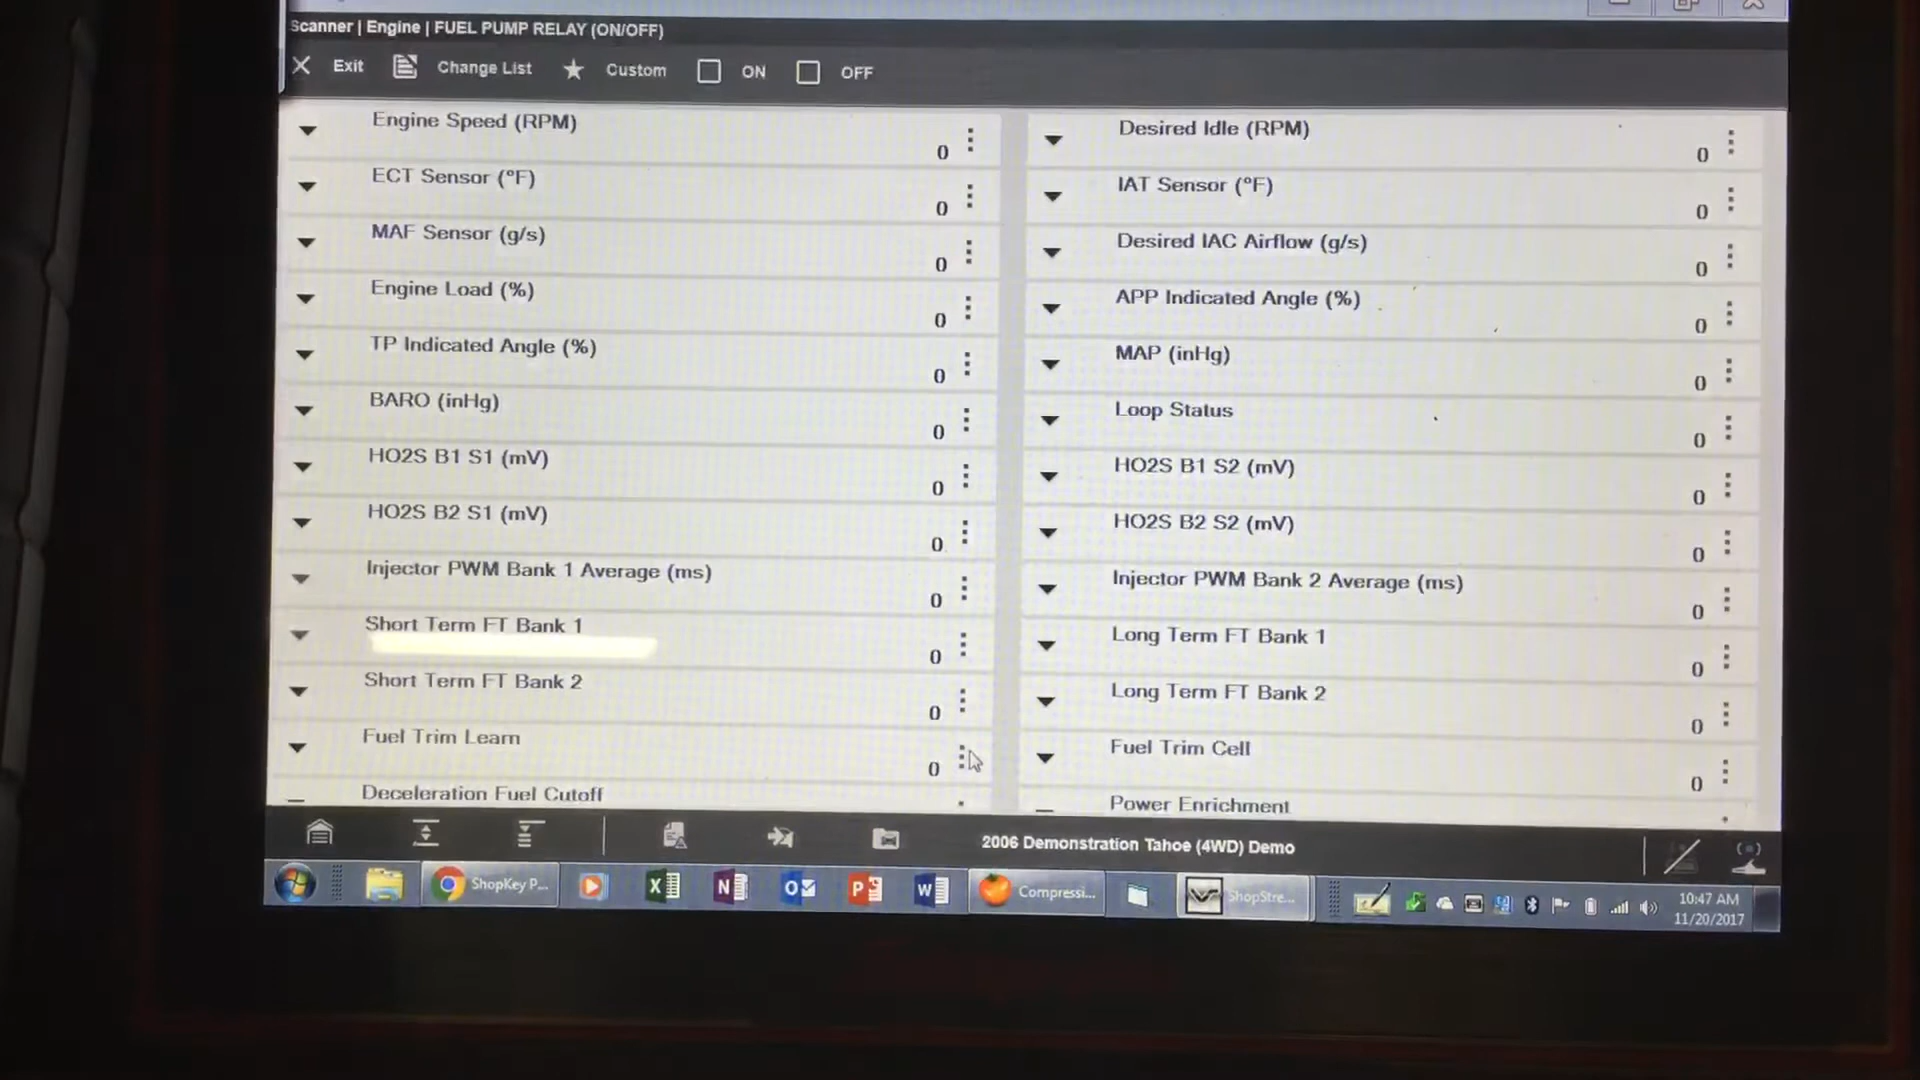 Scanner | Engine | FUEL PUMP RELAY (ON/OFF)
Exit Change List Custom ON OFF
Engine Speed (RPM)
0
Desired Idle (RPM)
0
ECT Sensor (°F)
0
IAT Sensor (°F)
0
MAF Sensor (g/s)
0
Desired IAC Airflow (g/s)
0
Engine Load (%)
0
APP Indicated Angle (%)
0
TP Indicated Angle (%)
0
MAP (inHg)
0
BARO (inHg)
0
Loop Status
0
HO2S B1 S1 (mV)
0
HO2S B1 S2 (mV)
0
HO2S B2 S1 (mV)
0
HO2S B2 S2 (mV)
0
Injector PWM Bank 1 Average (ms)
0
Injector PWM Bank 2 Average (ms)
0
Short Term FT Bank 1
0
Long Term FT Bank 1
0
Short Term FT Bank 2
0
Long Term FT Bank 2
0
Fuel Trim Learn
0
Fuel Trim Cell
0
Deceleration Fuel Cutoff
Power Enrichment
2006 Demonstration Tahoe (4WD) Demo
ShopKey P... Compressi... ShopStre...
10:47 AM
11/20/2017